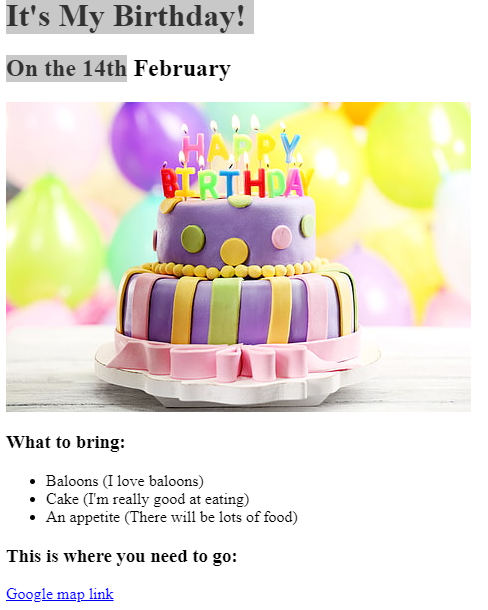 It's My Birthday!
On the 14th February
HAPPY
BIRTHDAY
What to bring:
Baloons (I love baloons)
Cake (I'm really good at eating)
An appetite (There will be lots of food)
This is where you need to go:
Google map link